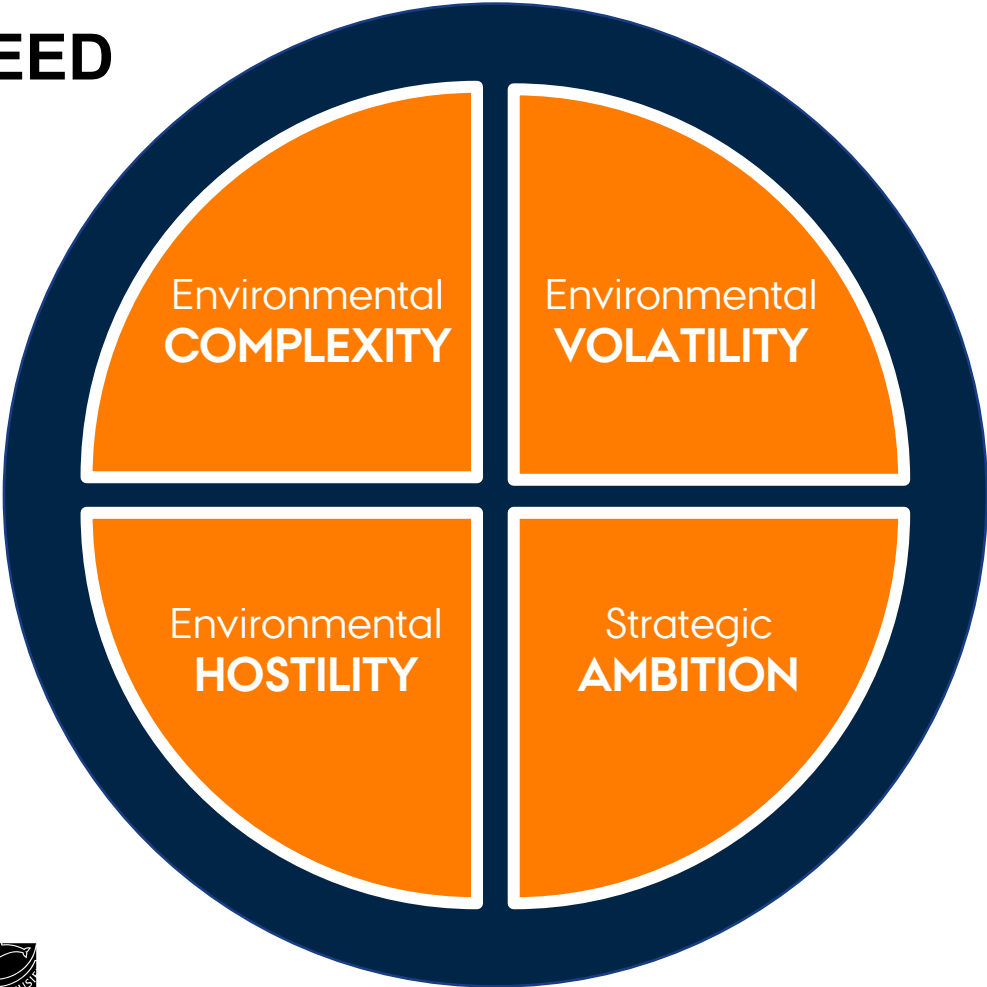 EED
Environmental
COMPLEXITY
Environmental
VOLATILITY
Environmental
HOSTILITY
Strategic
AMBITION